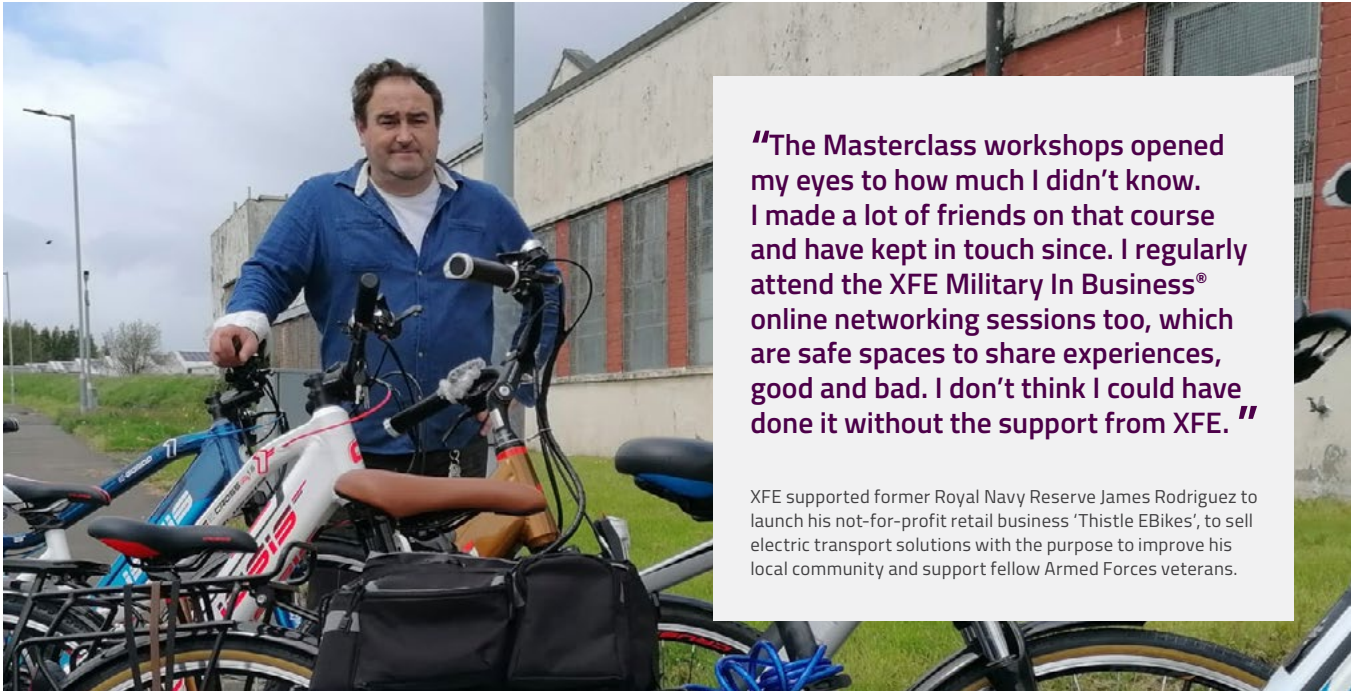 “The Masterclass workshops opened
my eyes to how much I didn’t know.
I made a lot of friends on that course
and have kept in touch since. I regularly
attend the XFE Military In Business®
online networking sessions too, which
are safe spaces to share experiences,
good and bad. I don’t think I could have
done it without the support from XFE. ”
XFE supported former Royal Navy Reserve James Rodriguez to
launch his not-for-profit retail business ‘Thistle EBikes’, to sell
electric transport solutions with the purpose to improve his
local community and support fellow Armed Forces veterans.